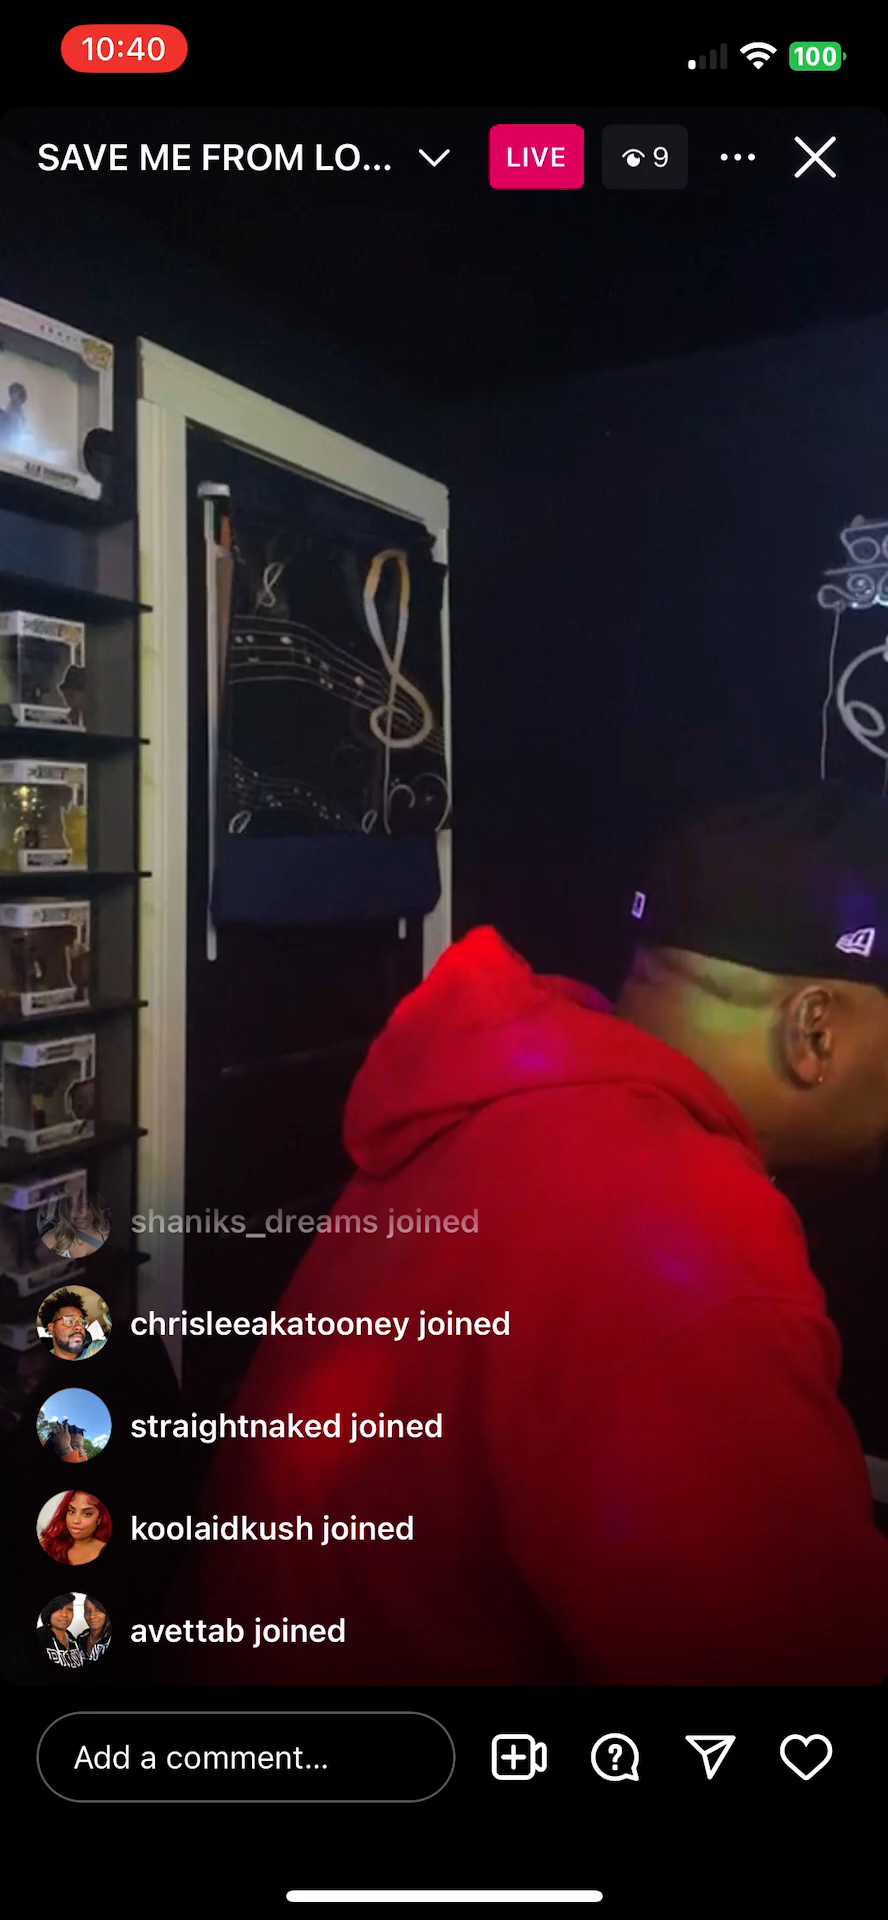 10:40
100
SAVE ME FROM LO...
LIVE
9
shaniks_dreams joined
chrisleeakatooney joined
straightnaked joined
koolaidkush joined
avettab joined
Add a comment...